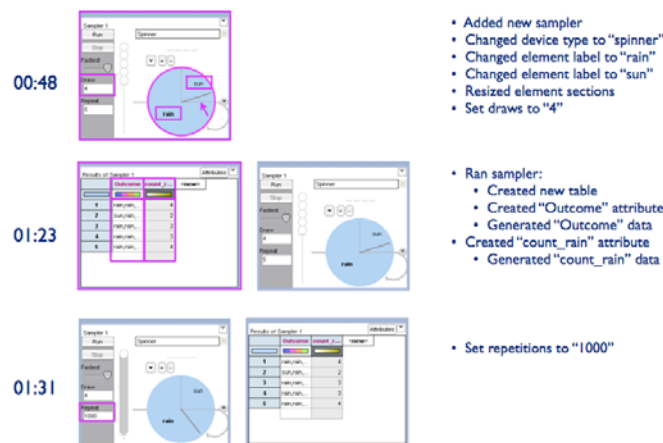 00:48
Sampler 1
Run
Spinner
Stop
Fastest
Draw
4
Repeat
5
sun
rain
• Added new sampler
• Changed device type to “spinner”
• Changed element label to “rain”
• Changed element label to “sun”
• Resized element sections
• Set draws to “4”
01:23
Results of Sampler 1
Attributes
Outcome count_r... <new>
1 rain,rain,... 4
2 sun,rain,... 2
3 rain,rain,... 3
4 rain,rain,... 3
5 rain,rain,... 4
Sampler 1
Run
Spinner
Stop
Fastest
Draw
4
Repeat
5
sun
rain
• Ran sampler:
• Created new table
• Created “Outcome” attribute
• Generated “Outcome” data
• Created “count_rain” attribute
• Generated “count_rain” data
01:31
Sampler 1
Run
Spinner
Stop
Fastest
Draw
4
Repeat
1000
sun
rain
Results of Sampler 1
Attributes
Outcome count_r... <new>
1 rain,rain,... 4
2 sun,rain,... 2
3 rain,rain,... 3
4 rain,rain,... 3
5 rain,rain,... 4
• Set repetitions to “1000”